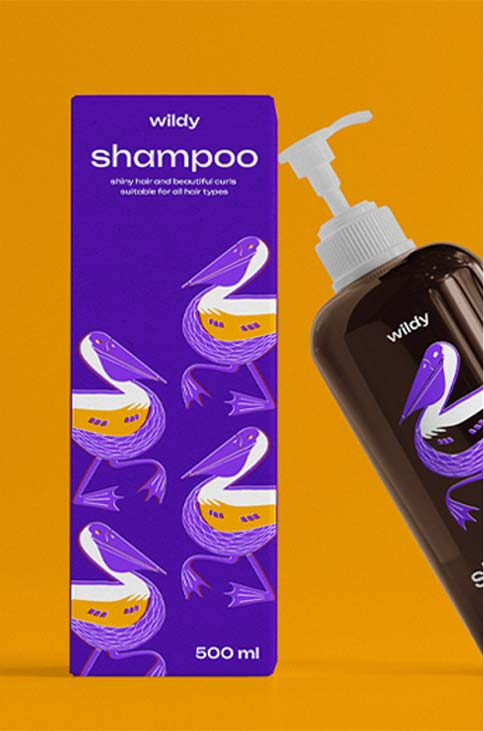 wildy
shampoo
shiny hair and beautiful curls
suitable for all hair types
500 ml
wildy